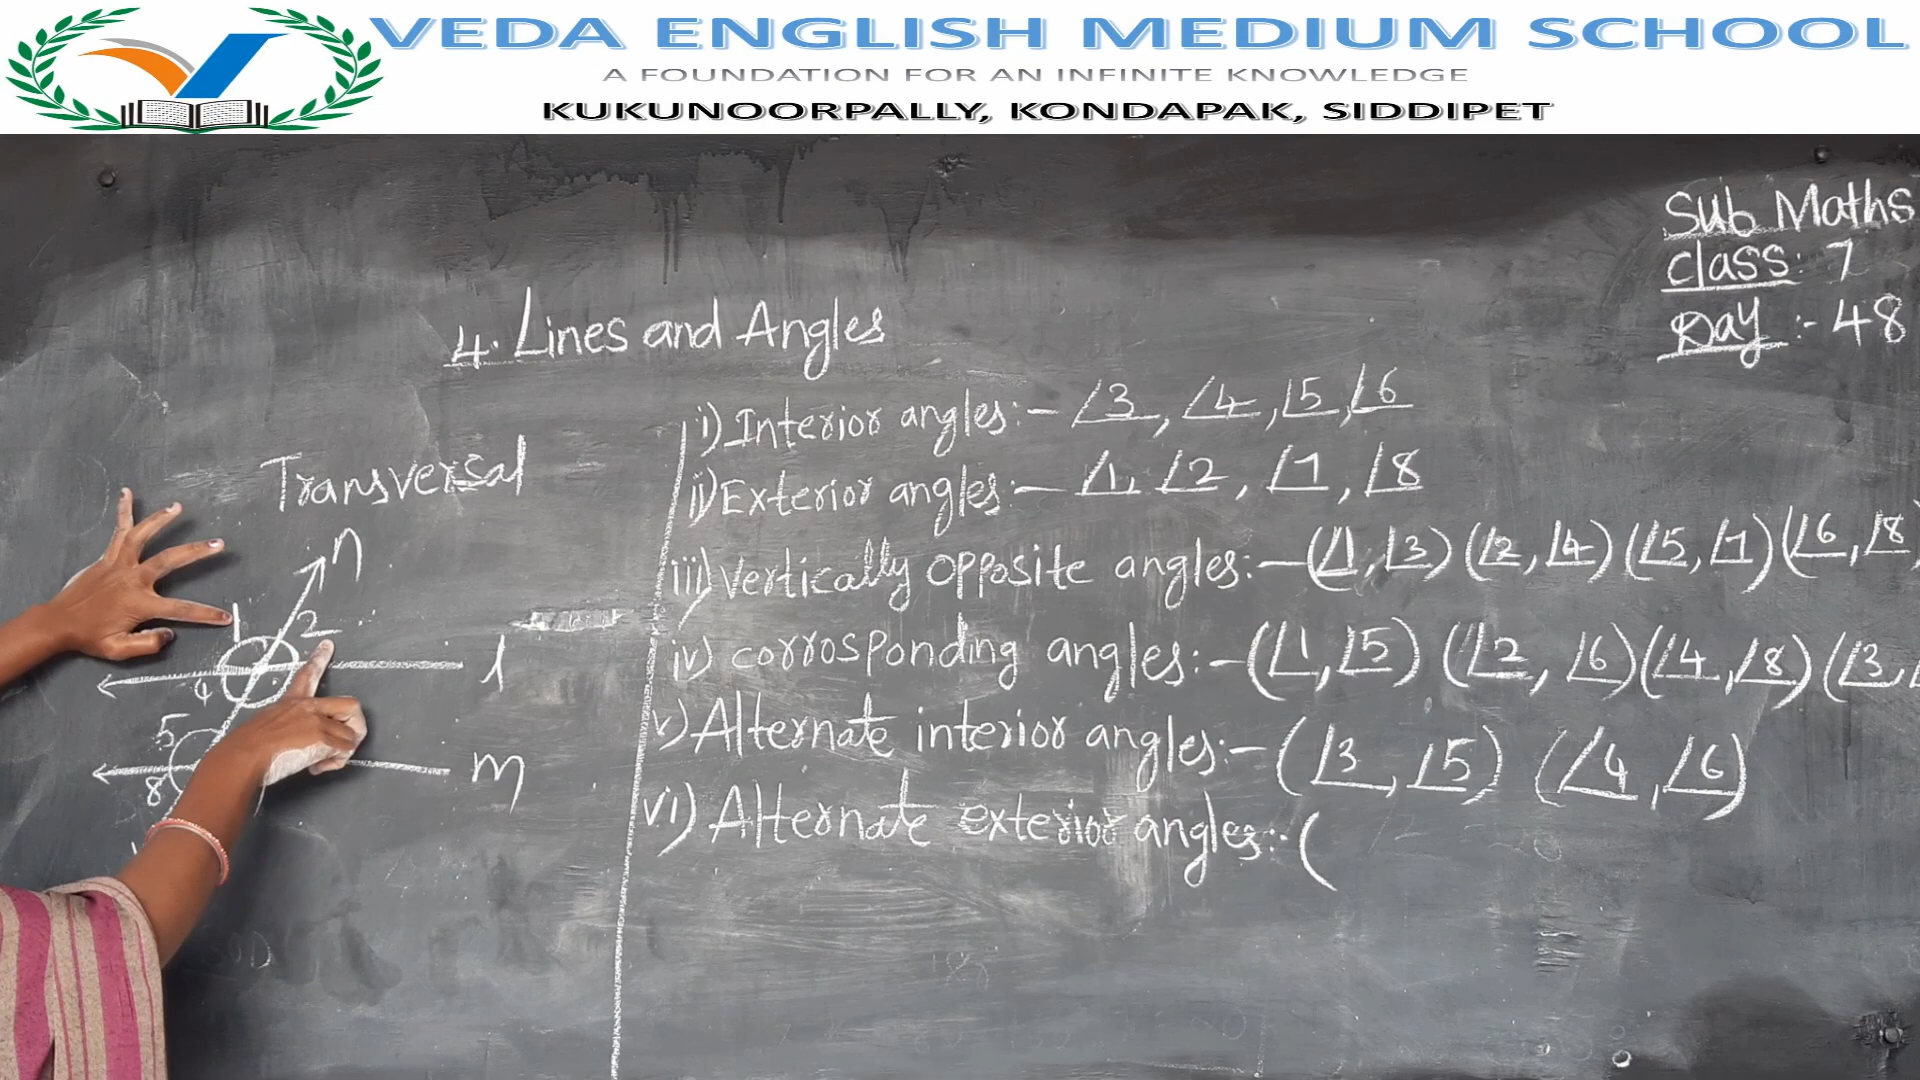 VEDA ENGLISH MEDIUM SCHOOL
A FOUNDATION FOR AN INFINITE KNOWLEDGE
KUKUNOORPALLY, KONDAPAK, SIDDIPET
Sub Maths
Class: 7
Day :- 48
4. Lines and Angles
i) Interior angles:- ∠3, ∠4, ∠5, ∠6
ii) Exterior angles:- ∠1, ∠2, ∠7, ∠8
iii) Vertically opposite angles:- (∠1, ∠3) (∠2, ∠4) (∠5, ∠7) (∠6, ∠8)
iv) corrosponding angles:- (∠1, ∠5) (∠2, ∠6) (∠4, ∠8) (∠3,
v) Alternate interior angles:- (∠3, ∠5) (∠4, ∠6)
vi) Alternate exterior angles:- (
Transversal
n
1 2
l
4
5
m
8